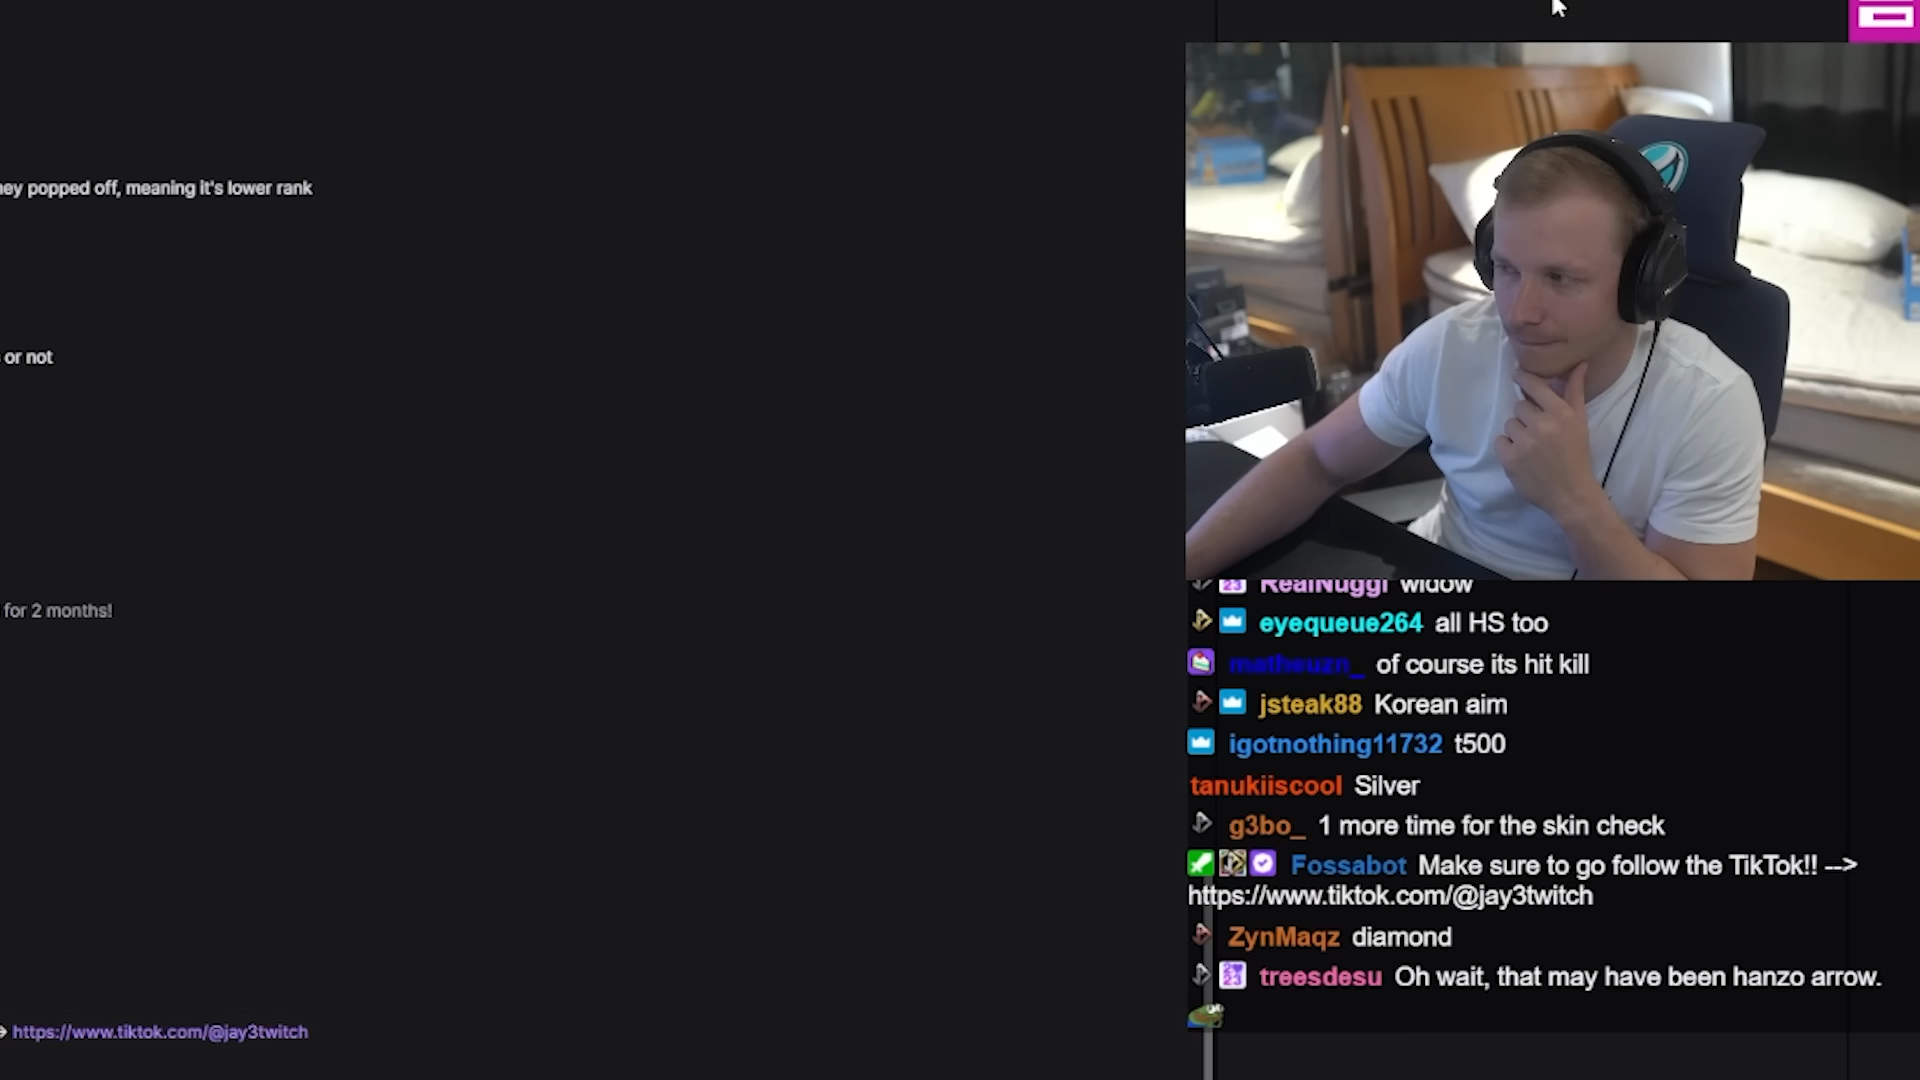 hey popped off, meaning it's lower rank
or not
for 2 months!
https://www.tiktok.com/@jay3twitch
RealNuggi widow
eyequeue264 all HS too
matheuzn_ of course its hit kill
jsteak88 Korean aim
igotnothing11732 t500
tanukiiscool Silver
g3bo_ 1 more time for the skin check
Fossabot Make sure to go follow the TikTok!! -->
https://www.tiktok.com/@jay3twitch
ZynMaqz diamond
treesdesu Oh wait, that may have been hanzo arrow.